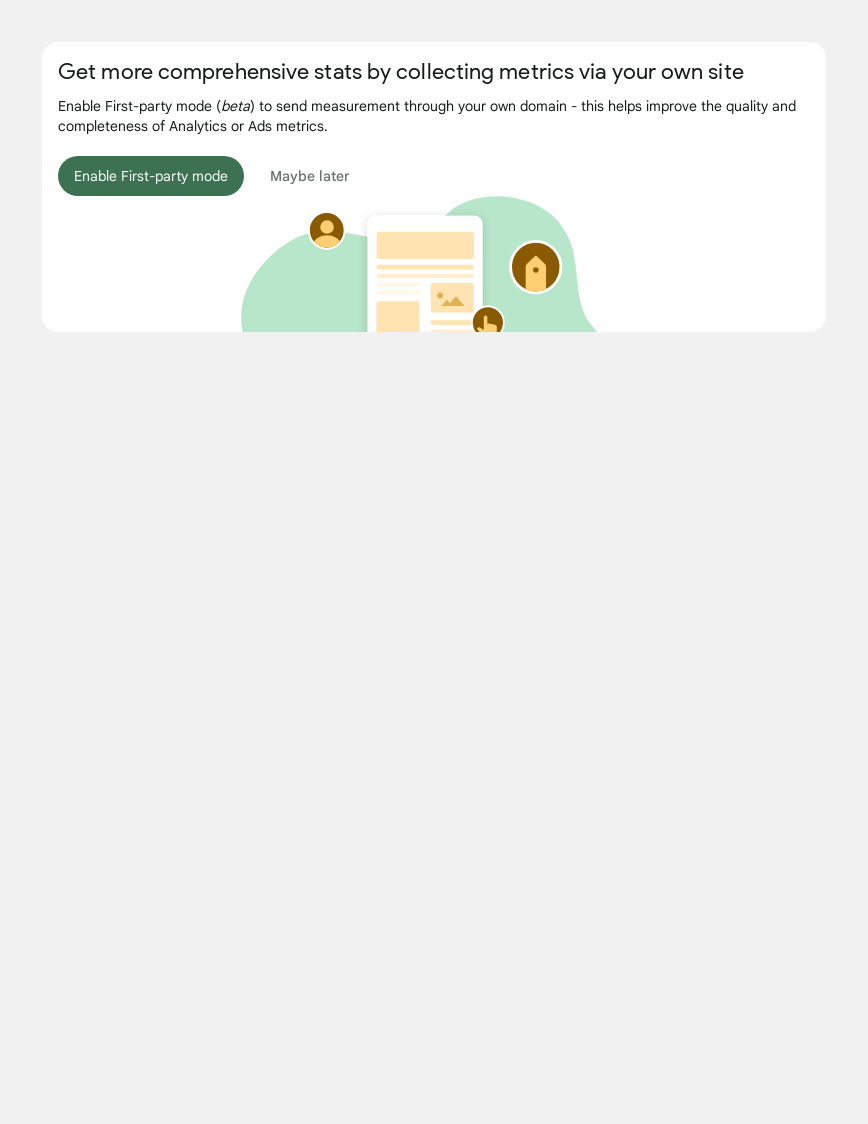 Get more comprehensive stats by collecting metrics via your own site
Enable First-party mode (beta) to send measurement through your own domain - this helps improve the quality and
completeness of Analytics or Ads metrics.
Enable First-party mode
Maybe later